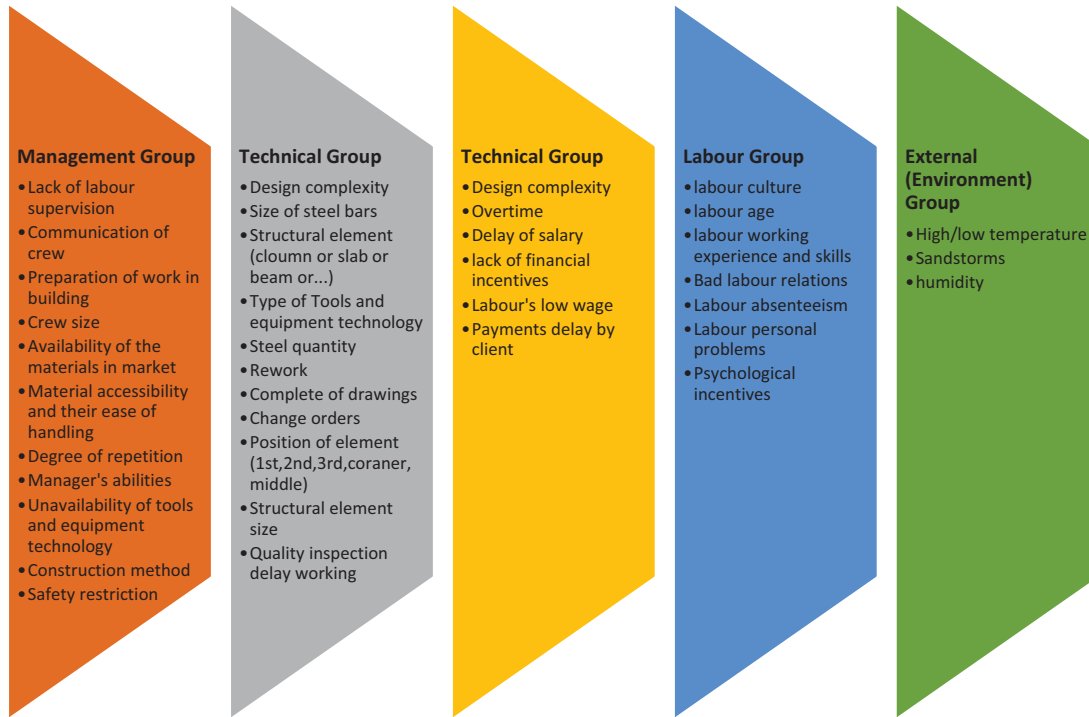 Management Group
•Lack of labour
supervision
•Communication of
crew
•Preparation of work in
building
•Crew size
•Availability of the
materials in market
•Material accessibility
and their ease of
handling
•Degree of repetition
•Manager's abilities
•Unavailability of tools
and equipment
technology
•Construction method
•Safety restriction
Technical Group
•Design complexity
•Size of steel bars
•Structural element
(cloumn or slab or
beam or...)
•Type of Tools and
equipment technology
•Steel quantity
•Rework
•Complete of drawings
•Change orders
•Position of element
(1st,2nd,3rd,coraner,
middle)
•Structural element
size
•Quality inspection
delay working
Technical Group
•Design complexity
•Overtime
•Delay of salary
•lack of financial
incentives
•Labour's low wage
•Payments delay by
client
Labour Group
•labour culture
•labour age
•labour working
experience and skills
•Bad labour relations
•Labour absenteeism
•Labour personal
problems
•Psychological
incentives
External
(Environment)
Group
•High/low temperature
•Sandstorms
•humidity